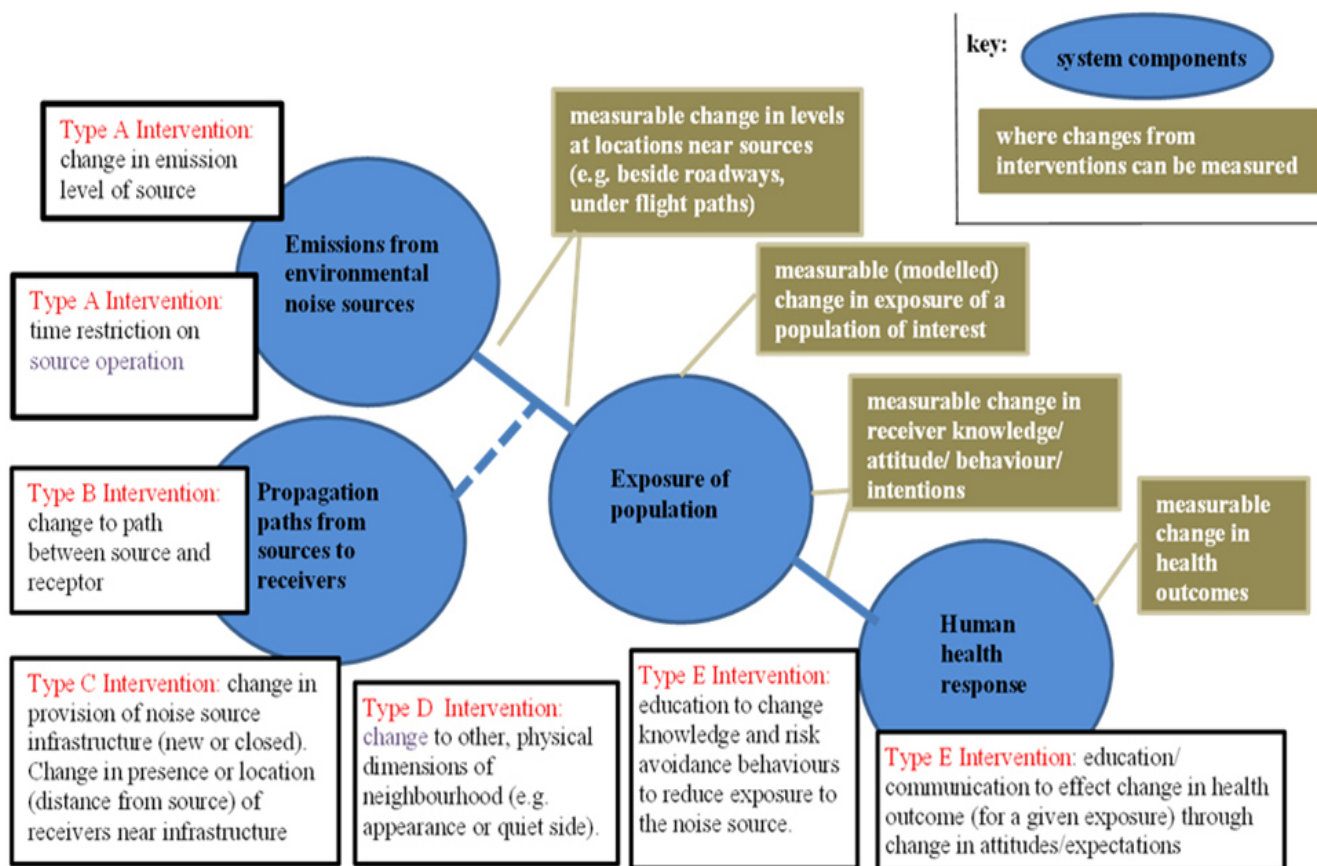 key:
system components
where changes from
interventions can be measured
Type A Intervention:
change in emission
level of source
measurable change in levels
at locations near sources
(e.g. beside roadways,
under flight paths)
Emissions from
environmental
noise sources
Type A Intervention:
time restriction on
source operation
measurable (modelled)
change in exposure of a
population of interest
measurable change in
receiver knowledge/
attitude/ behaviour/
intentions
Type B Intervention:
change to path
between source and
receptor
Propagation
paths from
sources to
receivers
Exposure of
population
measurable
change in
health
outcomes
Human
health
response
Type C Intervention: change in
provision of noise source
infrastructure (new or closed).
Change in presence or location
(distance from source) of
receivers near infrastructure
Type D Intervention:
change to other, physical
dimensions of
neighbourhood (e.g.
appearance or quiet side).
Type E Intervention:
education to change
knowledge and risk
avoidance behaviours
to reduce exposure to
the noise source.
Type E Intervention: education/
communication to effect change in health
outcome (for a given exposure) through
change in attitudes/expectations